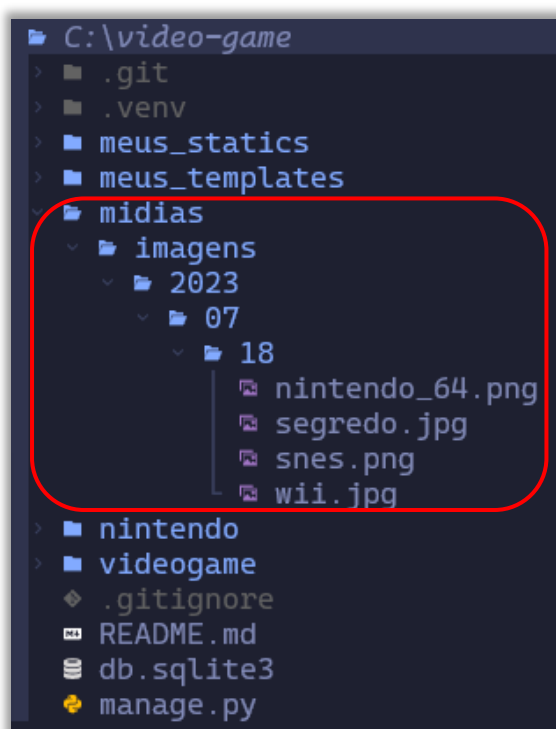 C:\video-game
.git
.venv
meus_statics
meus_templates
midias
imagens
2023
07
18
nintendo_64.png
segredo.jpg
snes.png
wii.jpg
nintendo
videogame
.gitignore
README.md
db.sqlite3
manage.py